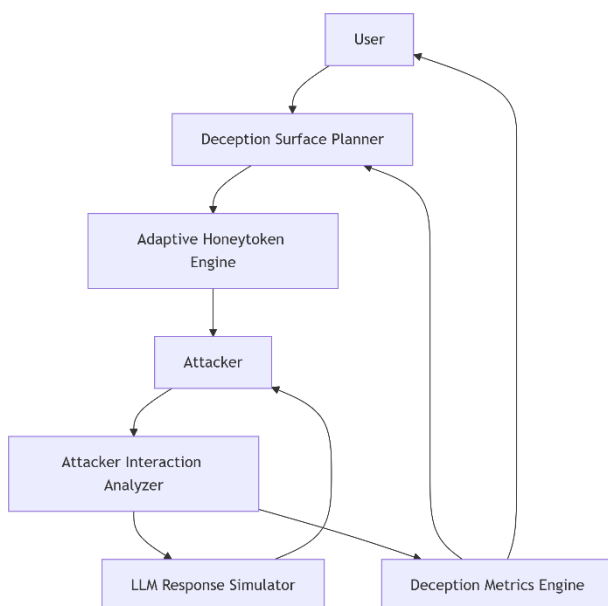 User
Deception Surface Planner
Adaptive Honeytoken
Engine
Attacker
Attacker Interaction
Analyzer
LLM Response Simulator
Deception Metrics Engine